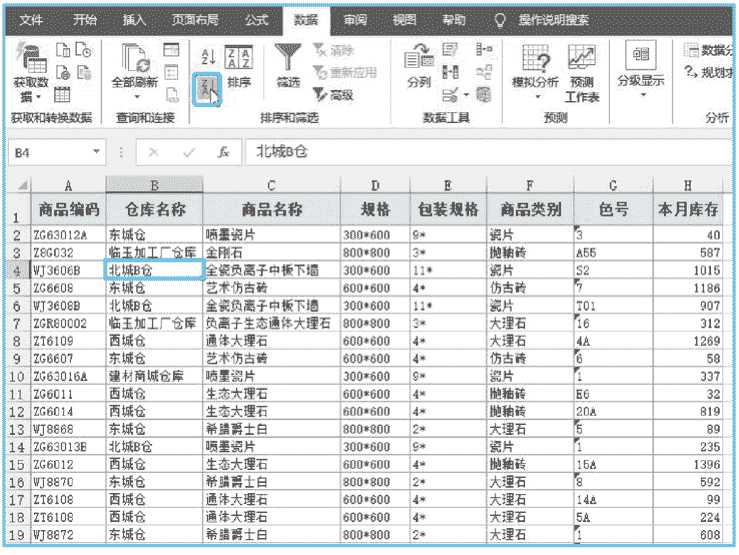 文件 开始 插入 页面布局 公式 数据 审阅 视图 帮助 操作说明搜索
清除
重新应用
高级
获取数据 全部刷新 排序 筛选 分列 模拟分析 预测工作表 分级显示 数据分 规划求
获取和转换数据 查询和连接 排序和筛选 数据工具 预测 分析
B4 fx 北城B仓
A B C D E F G H
1 商品编码 仓库名称 商品名称 规格 包装规格 商品类别 色号 本月库存
2 ZG63012A 东城仓 喷墨瓷片 300*600 9* 瓷片 3 40
3 Z8G032 临玉加工厂仓库 金刚石 800*800 3* 抛釉砖 A55 587
4 WJ3606B 北城B仓 全瓷负离子中板下墙 300*600 11* 瓷片 S2 1015
5 ZG6608 东城仓 艺术仿古砖 600*600 4* 仿古砖 7 1186
6 WJ3608B 北城B仓 全瓷负离子中板下墙 300*600 11* 瓷片 T01 907
7 ZGR80002 临玉加工厂仓库 负离子生态通体大理石 800*800 3* 大理石 16 312
8 ZT6109 西城仓 通体大理石 600*600 4* 大理石 4A 1269
9 ZG6607 东城仓 艺术仿古砖 600*600 4* 仿古砖 6 58
10 ZG63016A 建材商城仓库 喷墨瓷片 300*600 9* 瓷片 1 337
11 ZG6011 西城仓 生态大理石 600*600 4* 抛釉砖 E6 32
12 ZG6014 西城仓 生态大理石 600*600 4* 抛釉砖 20A 819
13 WJ8868 东城仓 希腊爵士白 800*800 2* 大理石 5 89
14 ZG63013B 北城B仓 喷墨瓷片 300*600 9* 瓷片 1 235
15 ZG6012 西城仓 生态大理石 600*600 4* 抛釉砖 15A 1396
16 WJ8870 东城仓 希腊爵士白 800*800 2* 大理石 8 592
17 ZT6108 西城仓 通体大理石 600*600 4* 大理石 14A 99
18 ZT6108 西城仓 通体大理石 600*600 4* 大理石 5A 224
19 WJ8872 东城仓 希腊爵士白 800*800 2* 大理石 1 608